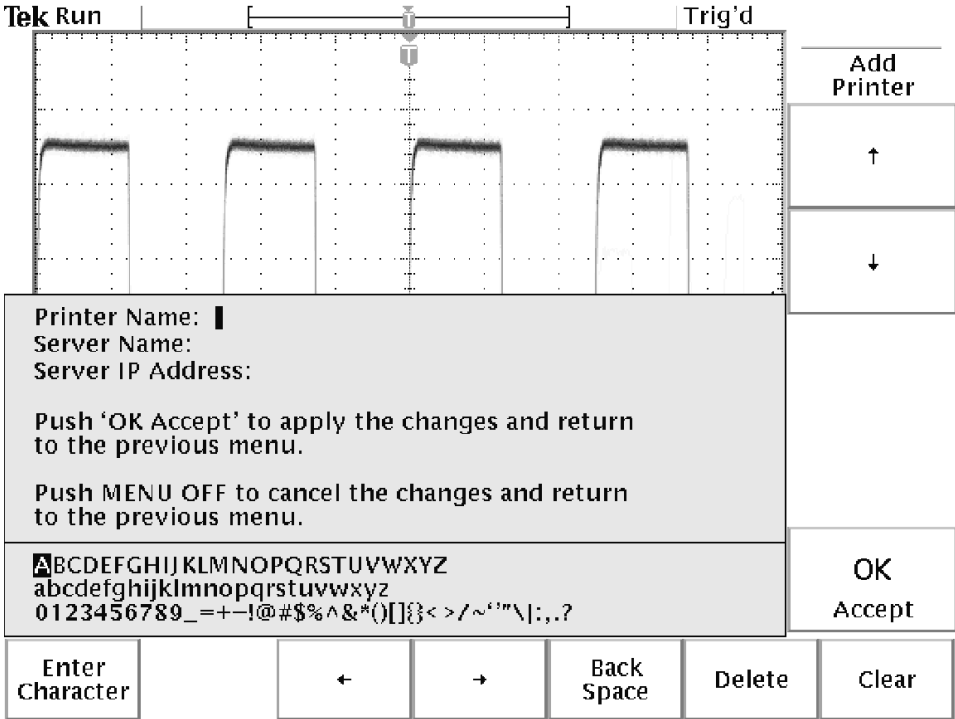 Tek Run
Trig'd
T
T
Add
Printer
↑
↓
Printer Name:
Server Name:
Server IP Address:
Push ‘OK Accept’ to apply the changes and return
to the previous menu.
Push MENU OFF to cancel the changes and return
to the previous menu.
ABCDEFGHIJKLMNOPQRSTUVWXYZ
abcdefghijklmnopqrstuvwxyz
0123456789_=+−!@#$%^&*()[]{}<>/~‘’"\|:,.?
OK
Accept
Enter
Character
←
→
Back
Space
Delete
Clear